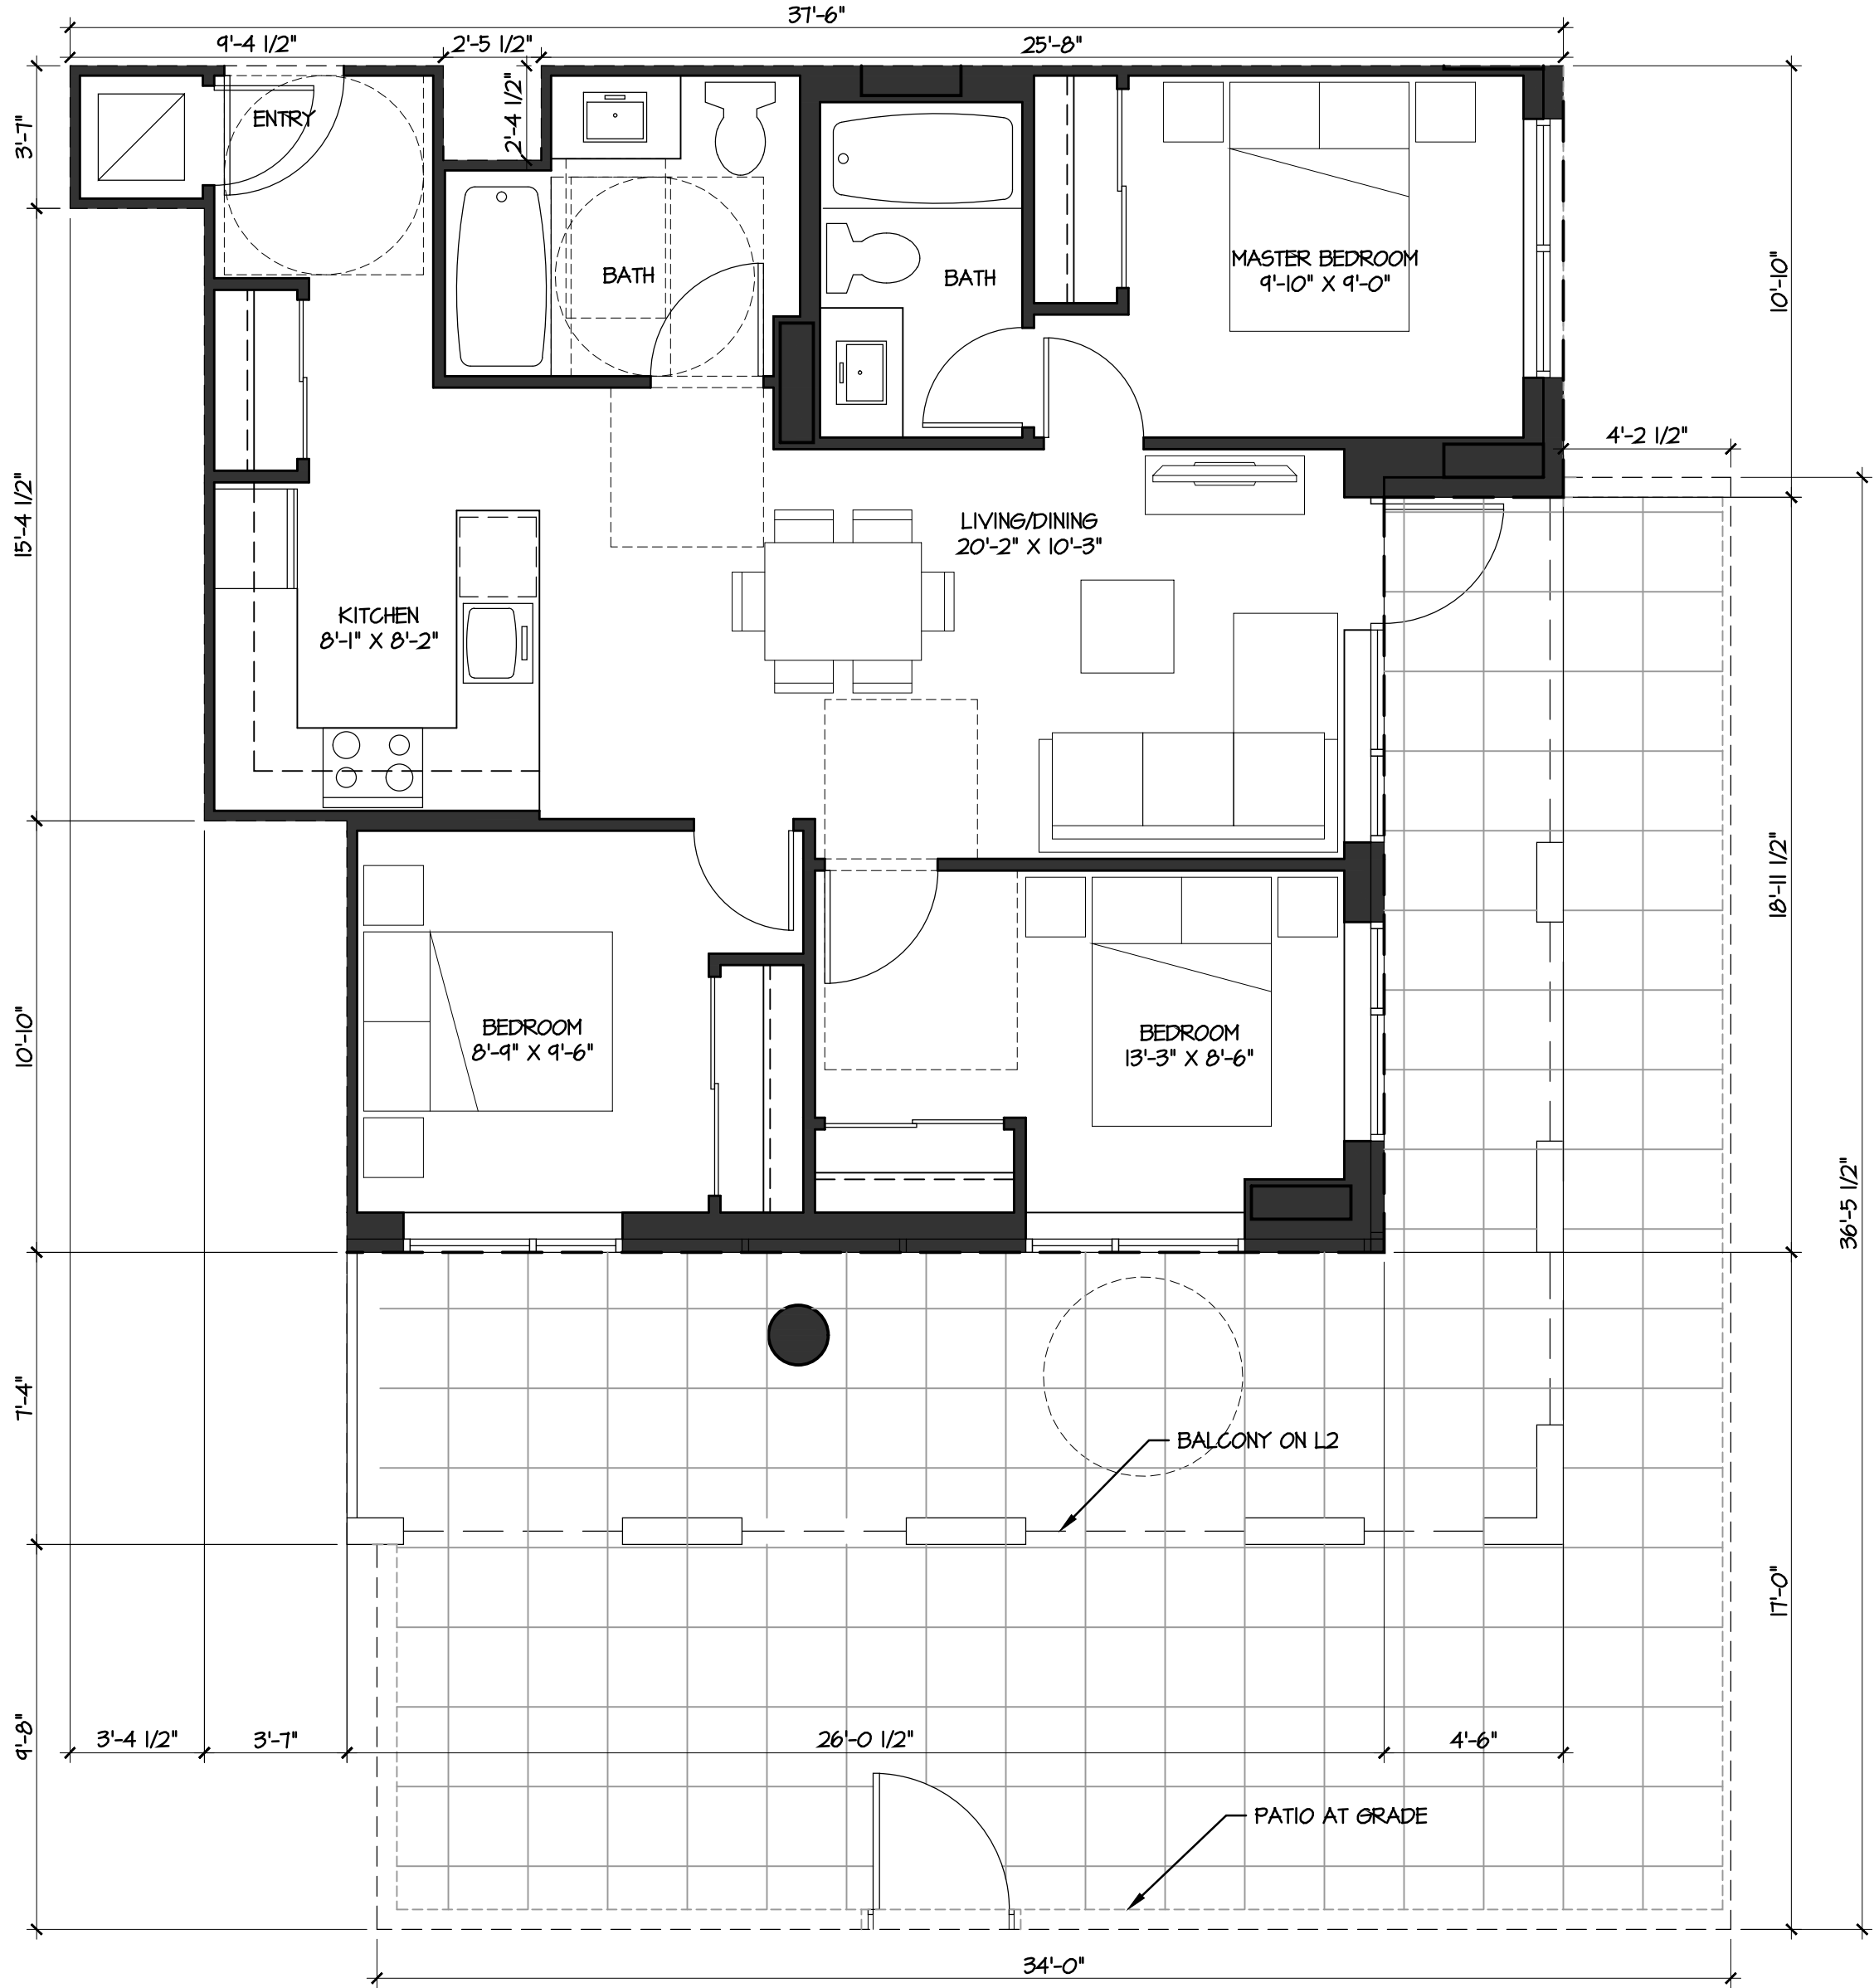 37'-6"
9'-4 1/2"
2'-5 1/2"
25'-8"
3'-7"
2'-4 1/2"
ENTRY
BATH
BATH
MASTER BEDROOM
9'-10" X 9'-0"
10'-10"
4'-2 1/2"
15'-4 1/2"
LIVING/DINING
20'-2" X 10'-3"
KITCHEN
8'-1" X 8'-2"
18'-11 1/2"
10'-10"
BEDROOM
8'-9" X 9'-6"
BEDROOM
13'-3" X 8'-6"
36'-5 1/2"
7'-4"
BALCONY ON L2
17'-0"
9'-8"
3'-4 1/2"
3'-7"
26'-0 1/2"
4'-6"
PATIO AT GRADE
34'-0"